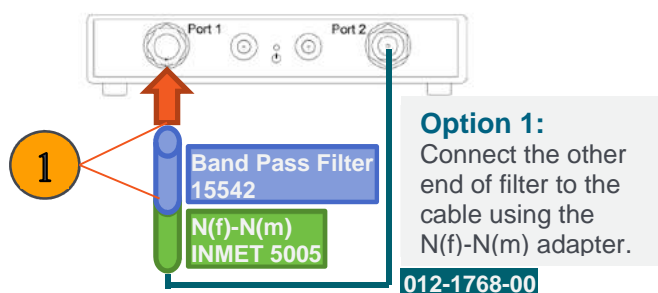 Port 1
Port 2
1
Band Pass Filter
15542
N(f)-N(m)
INMET 5005
Option 1:
Connect the other
end of filter to the
cable using the
N(f)-N(m) adapter.
012-1768-00